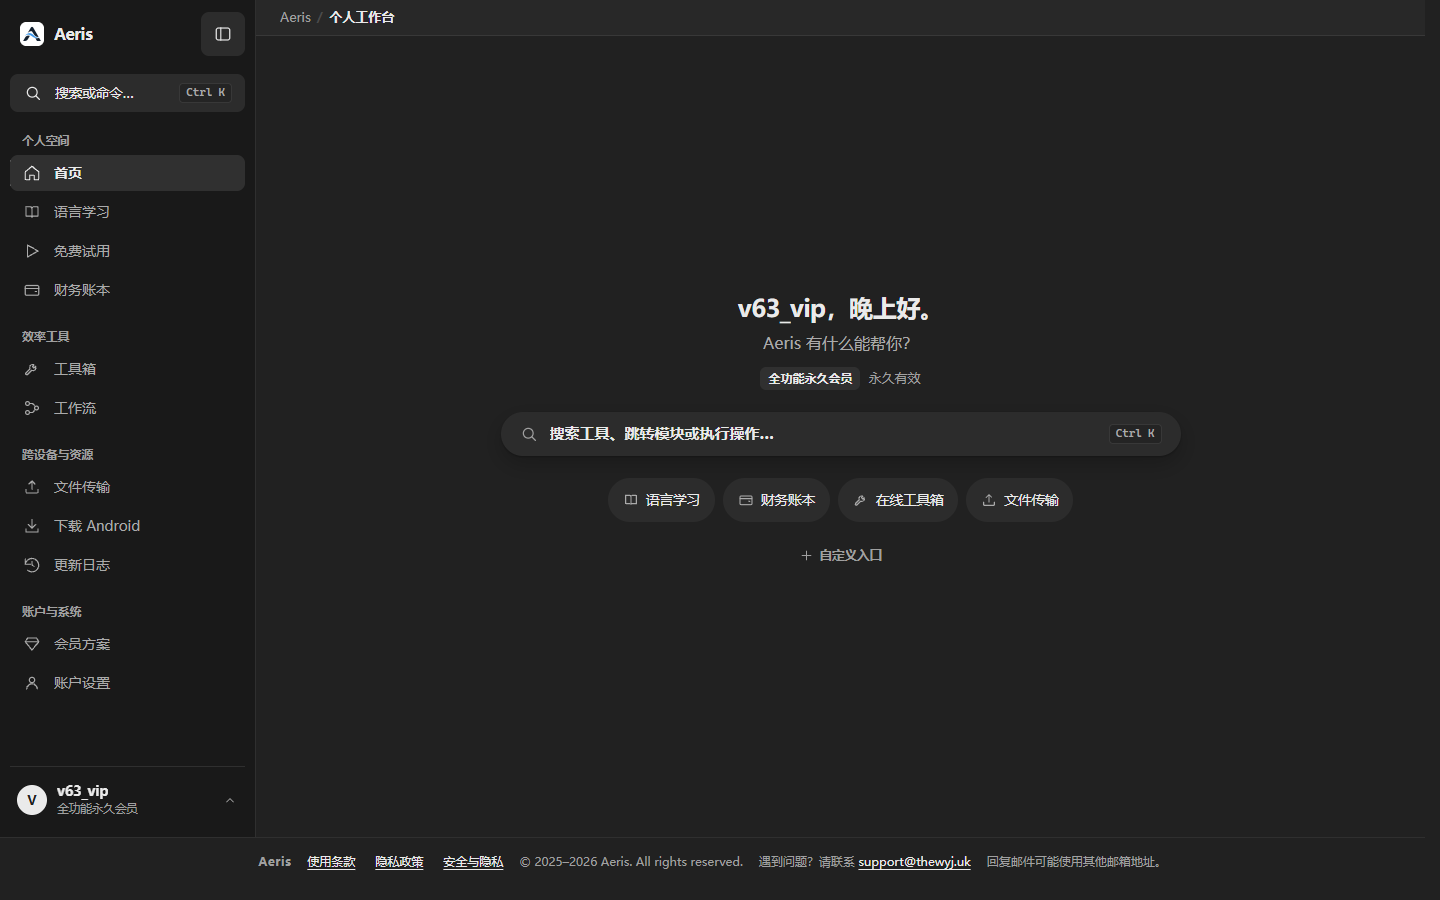 Aeris
搜索或命令...
Ctrl K
个人空间
首页
语言学习
免费试用
财务账本
效率工具
工具箱
工作流
跨设备与资源
文件传输
下载 Android
更新日志
账户与系统
会员方案
账户设置
V
v63_vip
全功能永久会员
Aeris / 个人工作台
v63_vip，晚上好。
Aeris 有什么能帮你？
全功能永久会员 永久有效
搜索工具、跳转模块或执行操作... Ctrl K
语言学习 财务账本 在线工具箱 文件传输
+ 自定义入口
Aeris 使用条款 隐私政策 安全与隐私 © 2025–2026 Aeris. All rights reserved. 遇到问题？请联系 support@thewyj.uk 回复邮件可能使用其他邮箱地址。